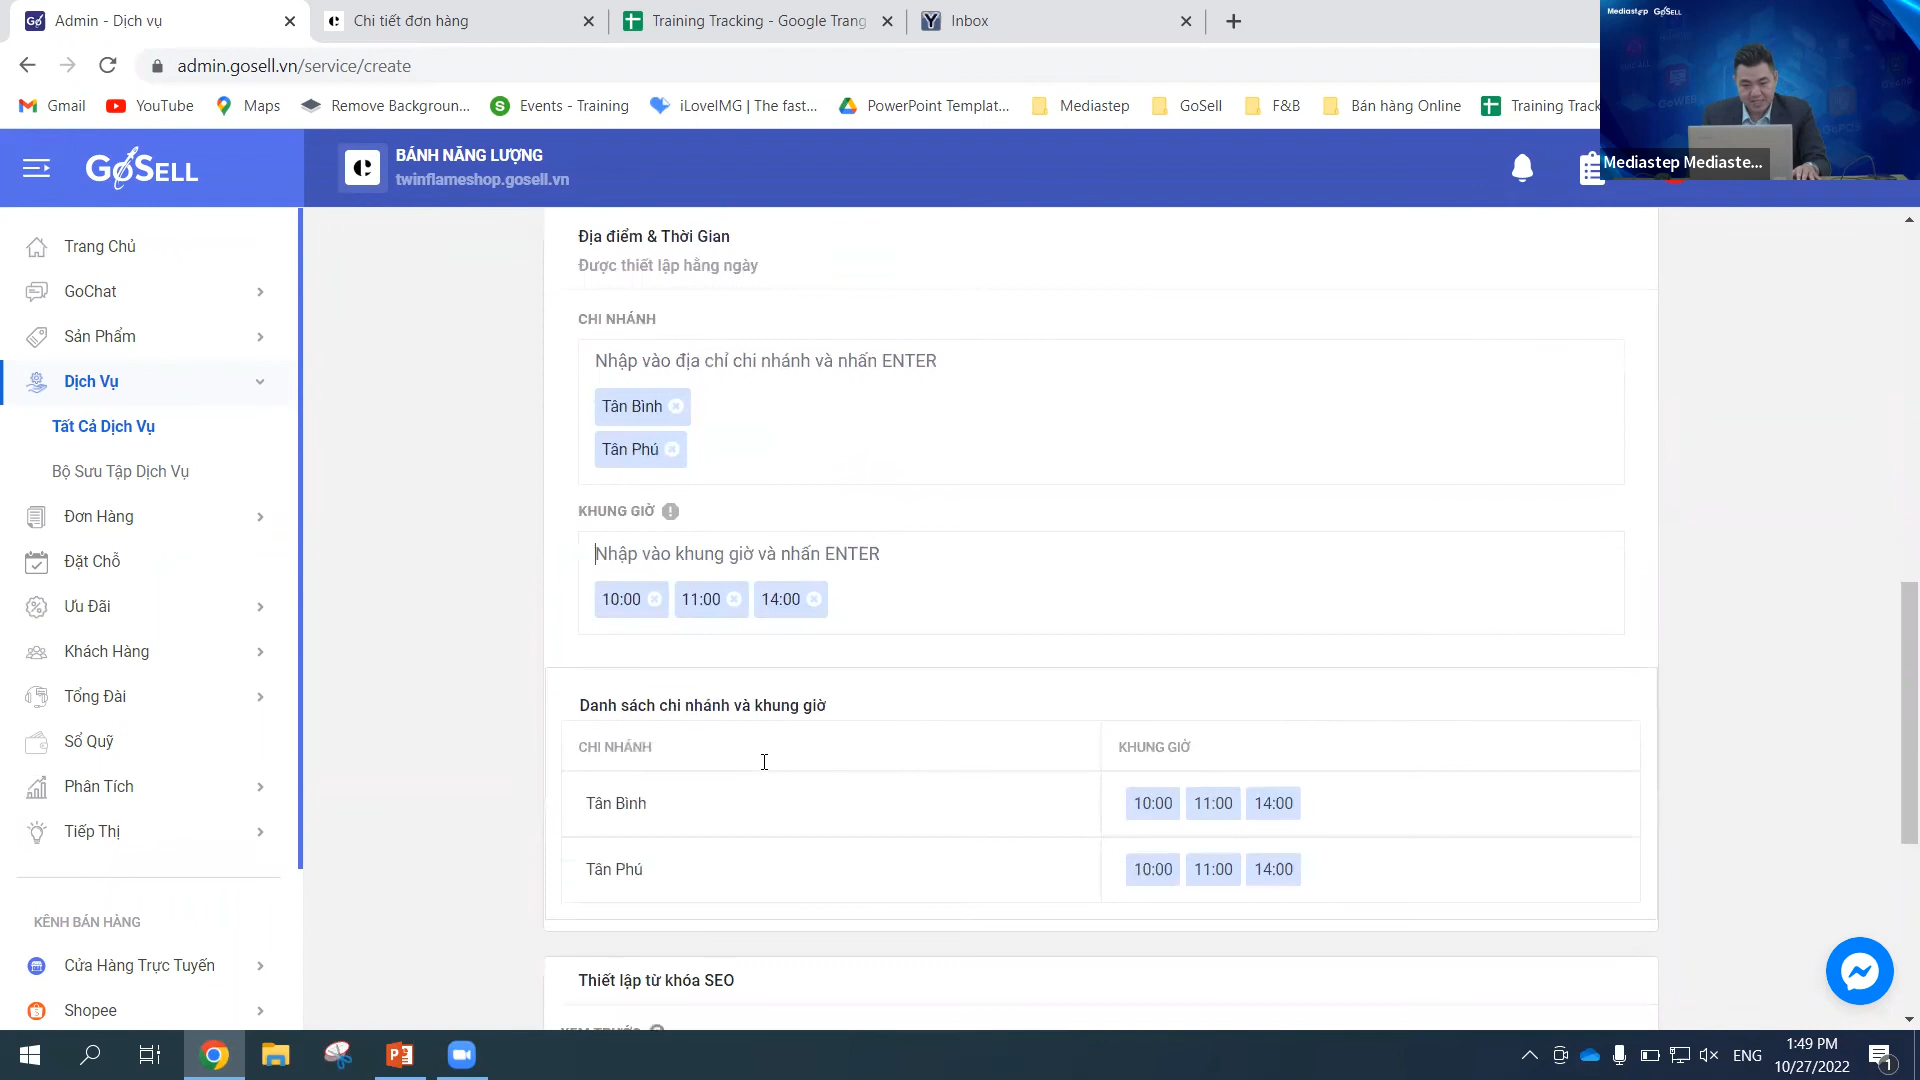 Admin - Dịch vụ
Chi tiết đơn hàng
Training Tracking - Google Trang
Inbox
admin.gosell.vn/service/create
Gmail
YouTube
Maps
Remove Backgroun...
Events - Training
iLoveIMG | The fast...
PowerPoint Templat...
Mediastep
GoSell
F&B
Bán hàng Online
Training Track
Mediastep GoSELL
Mediastep Mediaste...
GoSELL
BÁNH NĂNG LƯỢNG
twinflameshop.gosell.vn
Trang Chủ
GoChat
Sản Phẩm
Dịch Vụ
Tất Cả Dịch Vụ
Bộ Sưu Tập Dịch Vụ
Đơn Hàng
Đặt Chỗ
Ưu Đãi
Khách Hàng
Tổng Đài
Sổ Quỹ
Phân Tích
Tiếp Thị
KÊNH BÁN HÀNG
Cửa Hàng Trực Tuyến
Shopee
Địa điểm & Thời Gian
Được thiết lập hằng ngày
CHI NHÁNH
Nhập vào địa chỉ chi nhánh và nhấn ENTER
Tân Bình
Tân Phú
KHUNG GIỜ
Nhập vào khung giờ và nhấn ENTER
10:00 11:00 14:00
Danh sách chi nhánh và khung giờ
CHI NHÁNH KHUNG GIỜ
Tân Bình 10:00 11:00 14:00
Tân Phú 10:00 11:00 14:00
Thiết lập từ khóa SEO
XEM TRƯỚC
ENG
1:49 PM
10/27/2022
1